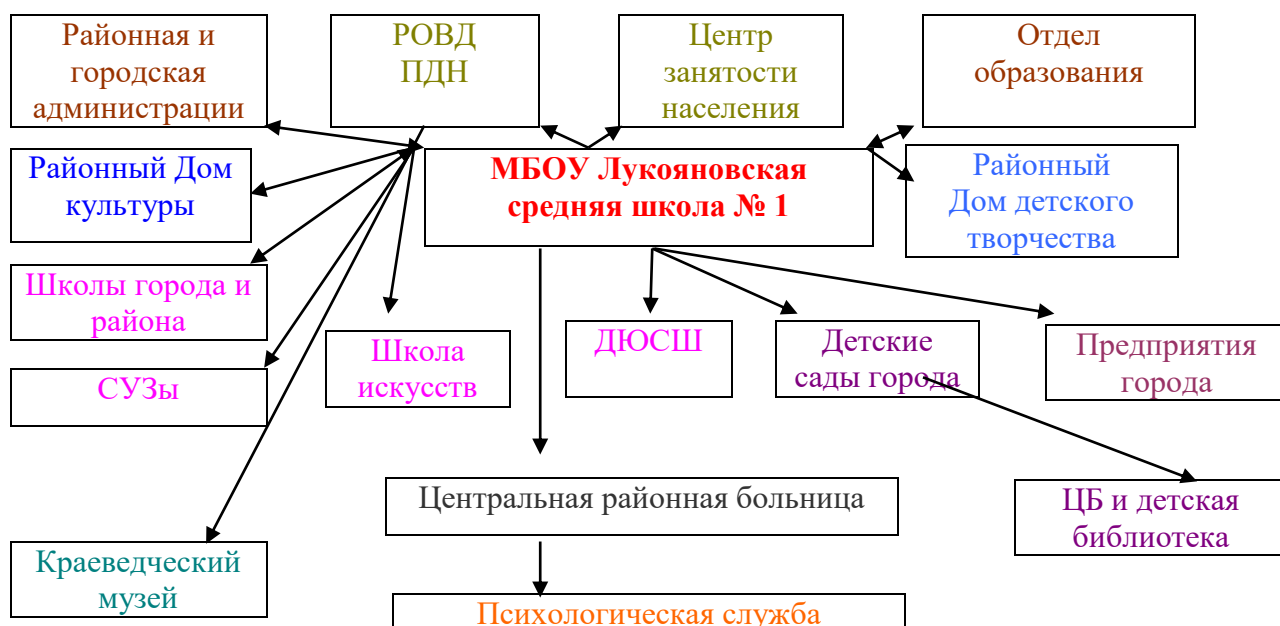 Районная и
городская
администрации
РОВД
ПДН
Центр
занятости
населения
Отдел
образования
Районный Дом
культуры
МБОУ Лукояновская
средняя школа № 1
Районный
Дом детского
творчества
Школы города и
района
Школа
искусств
ДЮСШ
Детские
сады города
Предприятия
города
СУЗы
Центральная районная больница
ЦБ и детская
библиотека
Краеведческий
музей
Психологическая служба